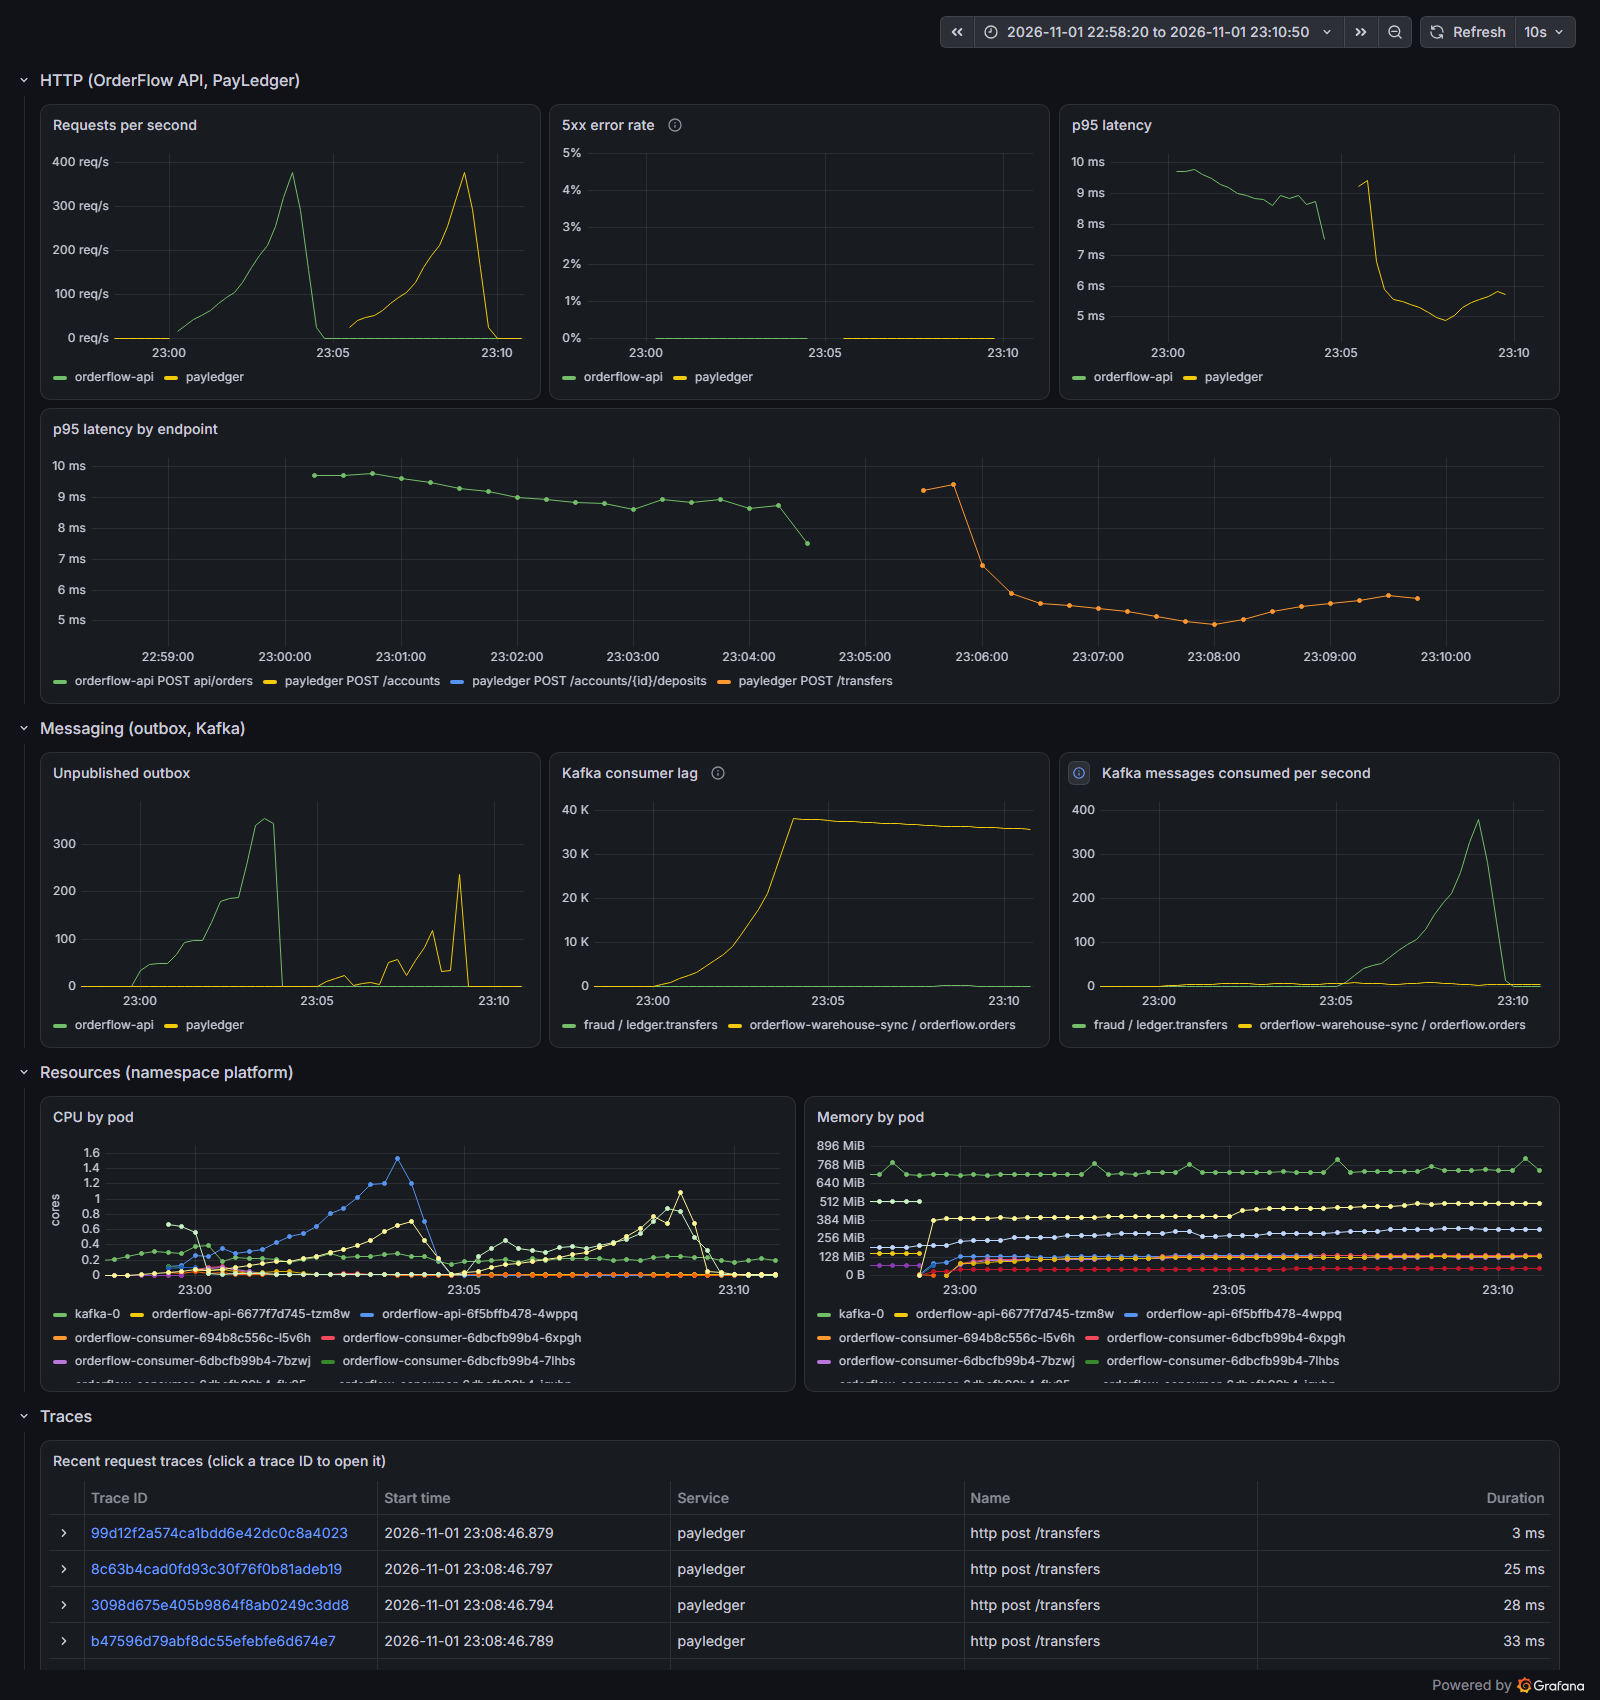 2026-11-01 22:58:20 to 2026-11-01 23:10:50
Refresh
10s
HTTP (OrderFlow API, PayLedger)
Requests per second
400 req/s
300 req/s
200 req/s
100 req/s
0 req/s
23:00 23:05 23:10
orderflow-api payledger
5xx error rate
5%
4%
3%
2%
1%
0%
23:00 23:05 23:10
orderflow-api payledger
p95 latency
10 ms
9 ms
8 ms
7 ms
6 ms
5 ms
23:00 23:05 23:10
orderflow-api payledger
p95 latency by endpoint
10 ms
9 ms
8 ms
7 ms
6 ms
5 ms
22:59:00 23:00:00 23:01:00 23:02:00 23:03:00 23:04:00 23:05:00 23:06:00 23:07:00 23:08:00 23:09:00 23:10:00
orderflow-api POST api/orders payledger POST /accounts payledger POST /accounts/{id}/deposits payledger POST /transfers
Messaging (outbox, Kafka)
Unpublished outbox
300
200
100
0
23:00 23:05 23:10
orderflow-api payledger
Kafka consumer lag
40 K
30 K
20 K
10 K
0
23:00 23:05 23:10
fraud / ledger.transfers orderflow-warehouse-sync / orderflow.orders
Kafka messages consumed per second
400
300
200
100
0
23:00 23:05 23:10
fraud / ledger.transfers orderflow-warehouse-sync / orderflow.orders
Resources (namespace platform)
CPU by pod
cores
1.6
1.4
1.2
1
0.8
0.6
0.4
0.2
0
23:00 23:05 23:10
kafka-0 orderflow-api-6677f7d745-tzm8w orderflow-api-6f5bffb478-4wppq
orderflow-consumer-694b8c556c-l5v6h orderflow-consumer-6dbcfb99b4-6xpgh
orderflow-consumer-6dbcfb99b4-7bzwj orderflow-consumer-6dbcfb99b4-7lhbs
Memory by pod
896 MiB
768 MiB
640 MiB
512 MiB
384 MiB
256 MiB
128 MiB
0 B
23:00 23:05 23:10
kafka-0 orderflow-api-6677f7d745-tzm8w orderflow-api-6f5bffb478-4wppq
orderflow-consumer-694b8c556c-l5v6h orderflow-consumer-6dbcfb99b4-6xpgh
orderflow-consumer-6dbcfb99b4-7bzwj orderflow-consumer-6dbcfb99b4-7lhbs
Traces
Recent request traces (click a trace ID to open it)
Trace ID Start time Service Name Duration
99d12f2a574ca1bdd6e42dc0c8a4023 2026-11-01 23:08:46.879 payledger http post /transfers 3 ms
8c63b4cad0fd93c30f76f0b81adeb19 2026-11-01 23:08:46.797 payledger http post /transfers 25 ms
3098d675e405b9864f8ab0249c3dd8 2026-11-01 23:08:46.794 payledger http post /transfers 28 ms
b47596d79abf8dc55efebfe6d674e7 2026-11-01 23:08:46.789 payledger http post /transfers 33 ms
Powered by Grafana